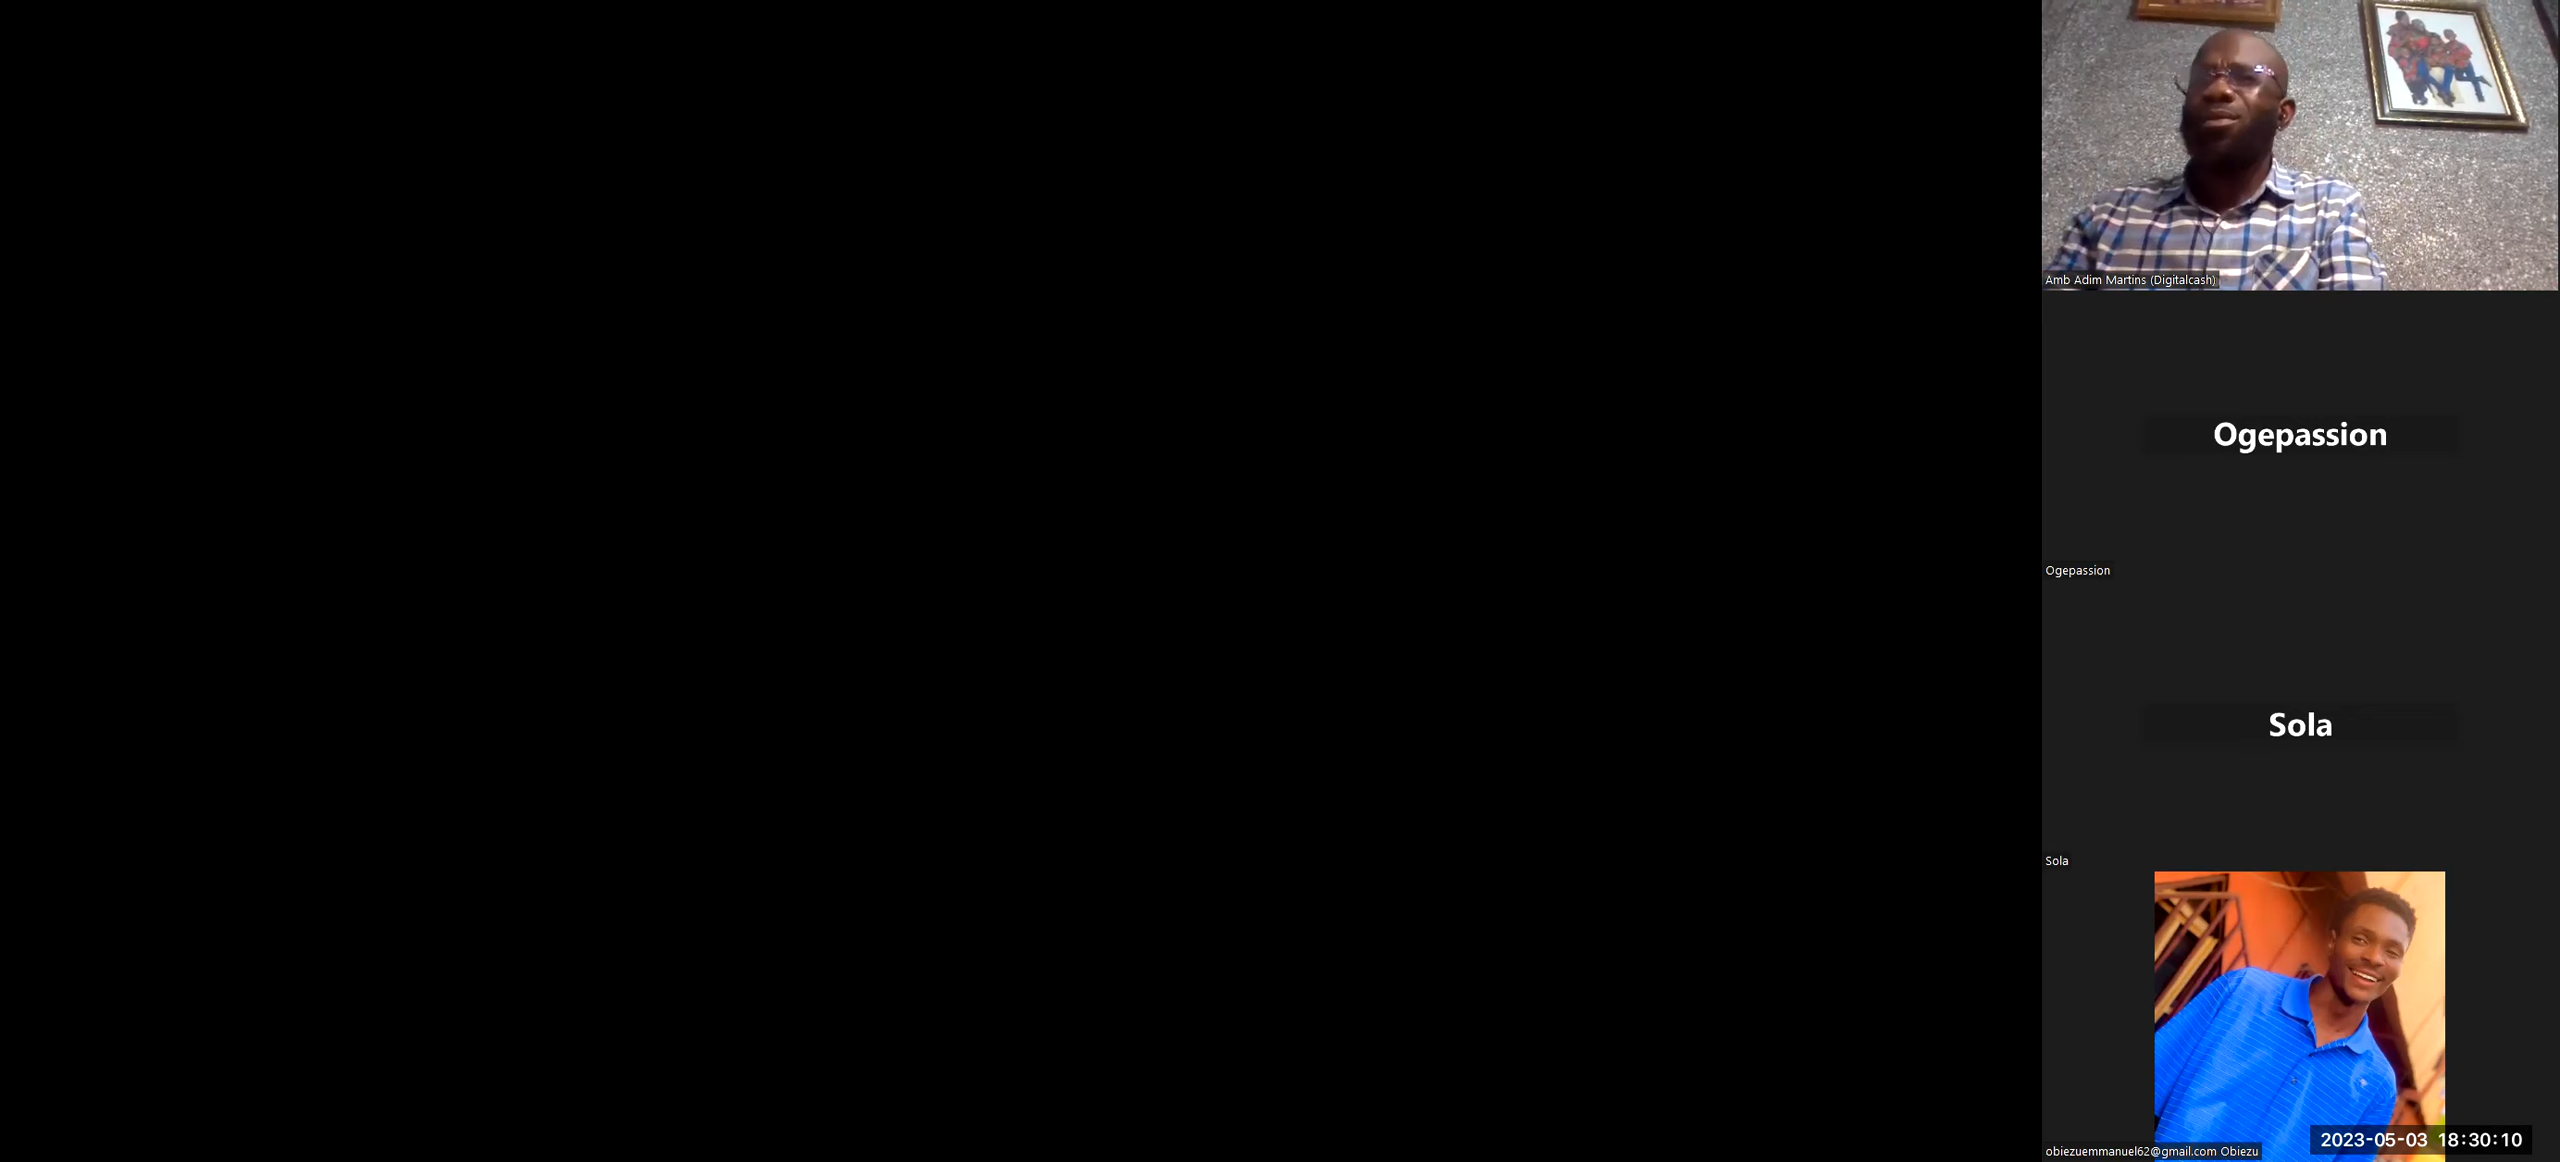 Amb Adim Martins (Digitalcash)
Ogepassion
Ogepassion
Sola
Sola
obiezuemmanuel62@gmail.com Obiezu
2023-05-03 18:30:10